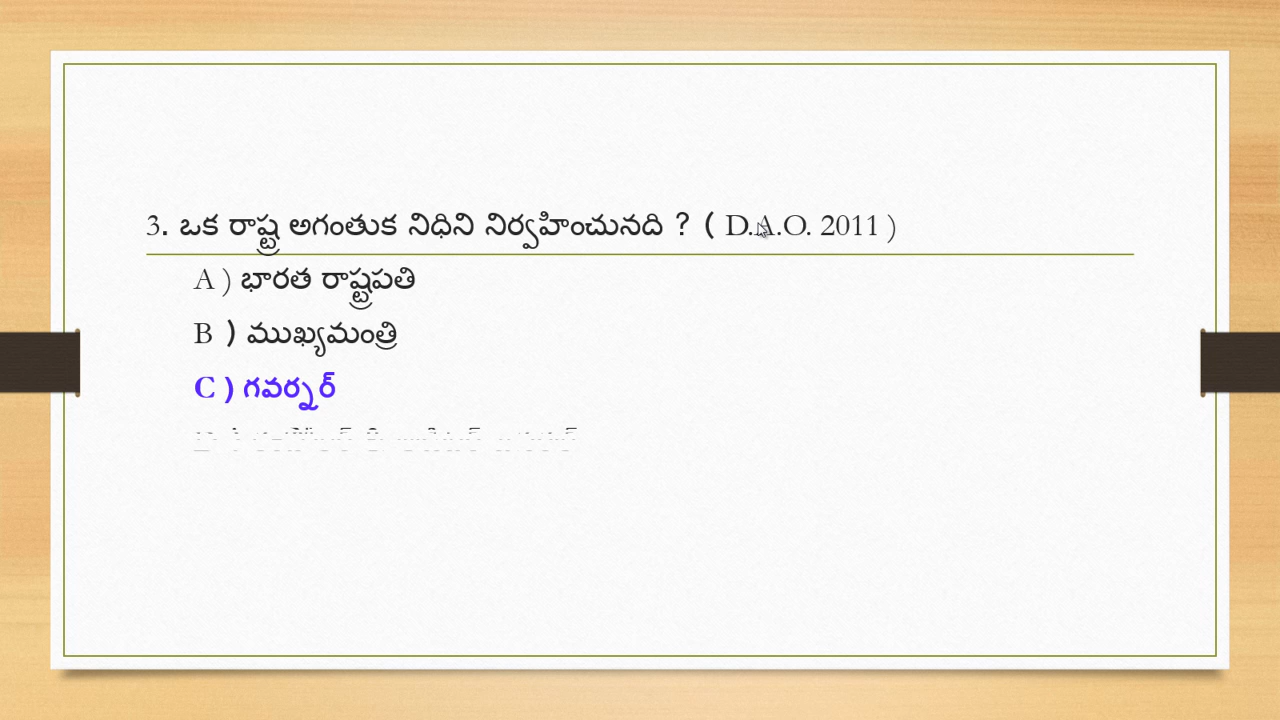 3. ఒక రాష్ట్ర అగంతుక నిధిని నిర్వహించునది ? ( D.A.O. 2011 )
A ) భారత రాష్ట్రపతి
B ) ముఖ్యమంత్రి
C ) గవర్నర్